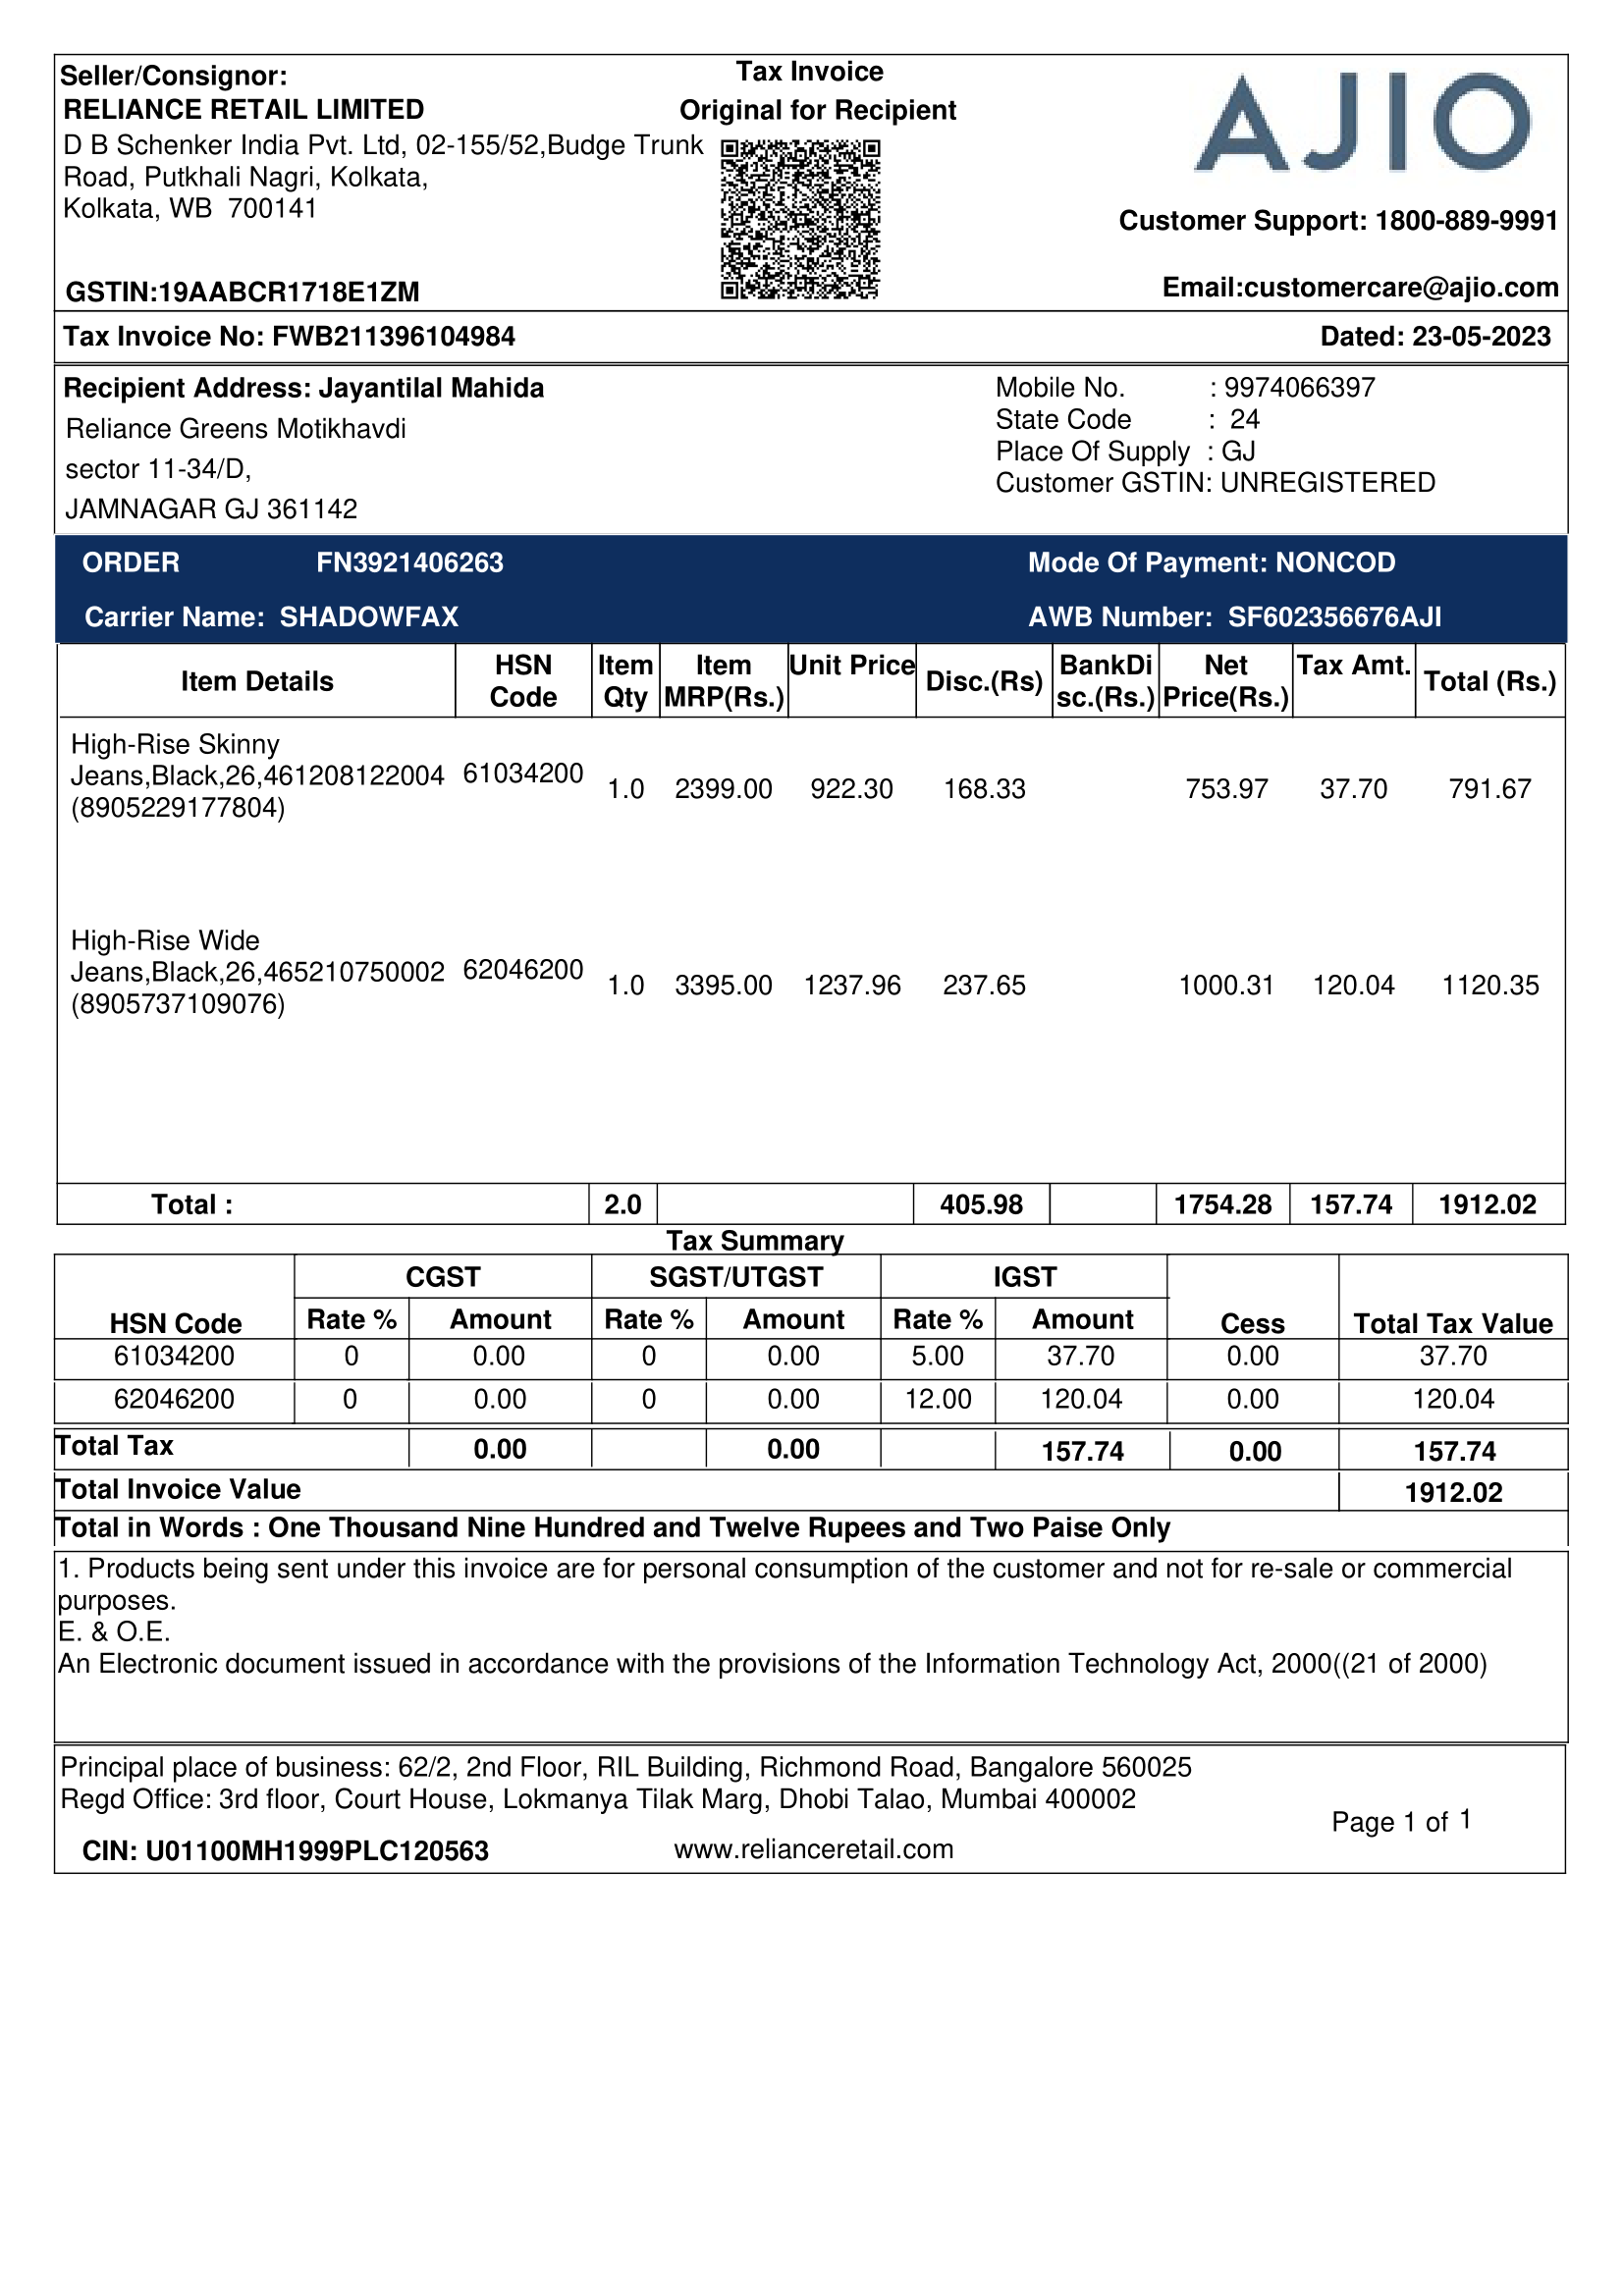 Seller/Consignor:
RELIANCE RETAIL LIMITED
D B Schenker India Pvt. Ltd, 02-155/52,Budge Trunk
Road, Putkhali Nagri, Kolkata,
Kolkata, WB  700141
GSTIN:19AABCR1718E1ZM
Tax Invoice
Original for Recipient
AJIO
Customer Support: 1800-889-9991
Email:customercare@ajio.com
Tax Invoice No: FWB211396104984 Dated: 23-05-2023
Recipient Address: Jayantilal Mahida
Reliance Greens Motikhavdi
sector 11-34/D,
JAMNAGAR GJ 361142
Mobile No. : 9974066397
State Code : 24
Place Of Supply : GJ
Customer GSTIN: UNREGISTERED
ORDER FN3921406263 Mode Of Payment: NONCOD
Carrier Name: SHADOWFAX AWB Number: SF602356676AJI
Item Details HSN Code Item Qty Item MRP(Rs.) Unit Price Disc.(Rs) BankDi sc.(Rs.) Net Price(Rs.) Tax Amt. Total (Rs.)
High-Rise Skinny
Jeans,Black,26,461208122004 61034200 1.0 2399.00 922.30 168.33 753.97 37.70 791.67
(8905229177804)
High-Rise Wide
Jeans,Black,26,465210750002 62046200 1.0 3395.00 1237.96 237.65 1000.31 120.04 1120.35
(8905737109076)
Total : 2.0 405.98 1754.28 157.74 1912.02
Tax Summary
CGST SGST/UTGST IGST
HSN Code Rate % Amount Rate % Amount Rate % Amount Cess Total Tax Value
61034200 0 0.00 0 0.00 5.00 37.70 0.00 37.70
62046200 0 0.00 0 0.00 12.00 120.04 0.00 120.04
Total Tax 0.00 0.00 157.74 0.00 157.74
Total Invoice Value 1912.02
Total in Words : One Thousand Nine Hundred and Twelve Rupees and Two Paise Only
1. Products being sent under this invoice are for personal consumption of the customer and not for re-sale or commercial
purposes.
E. & O.E.
An Electronic document issued in accordance with the provisions of the Information Technology Act, 2000((21 of 2000)
Principal place of business: 62/2, 2nd Floor, RIL Building, Richmond Road, Bangalore 560025
Regd Office: 3rd floor, Court House, Lokmanya Tilak Marg, Dhobi Talao, Mumbai 400002
Page 1 of 1
CIN: U01100MH1999PLC120563 www.relianceretail.com